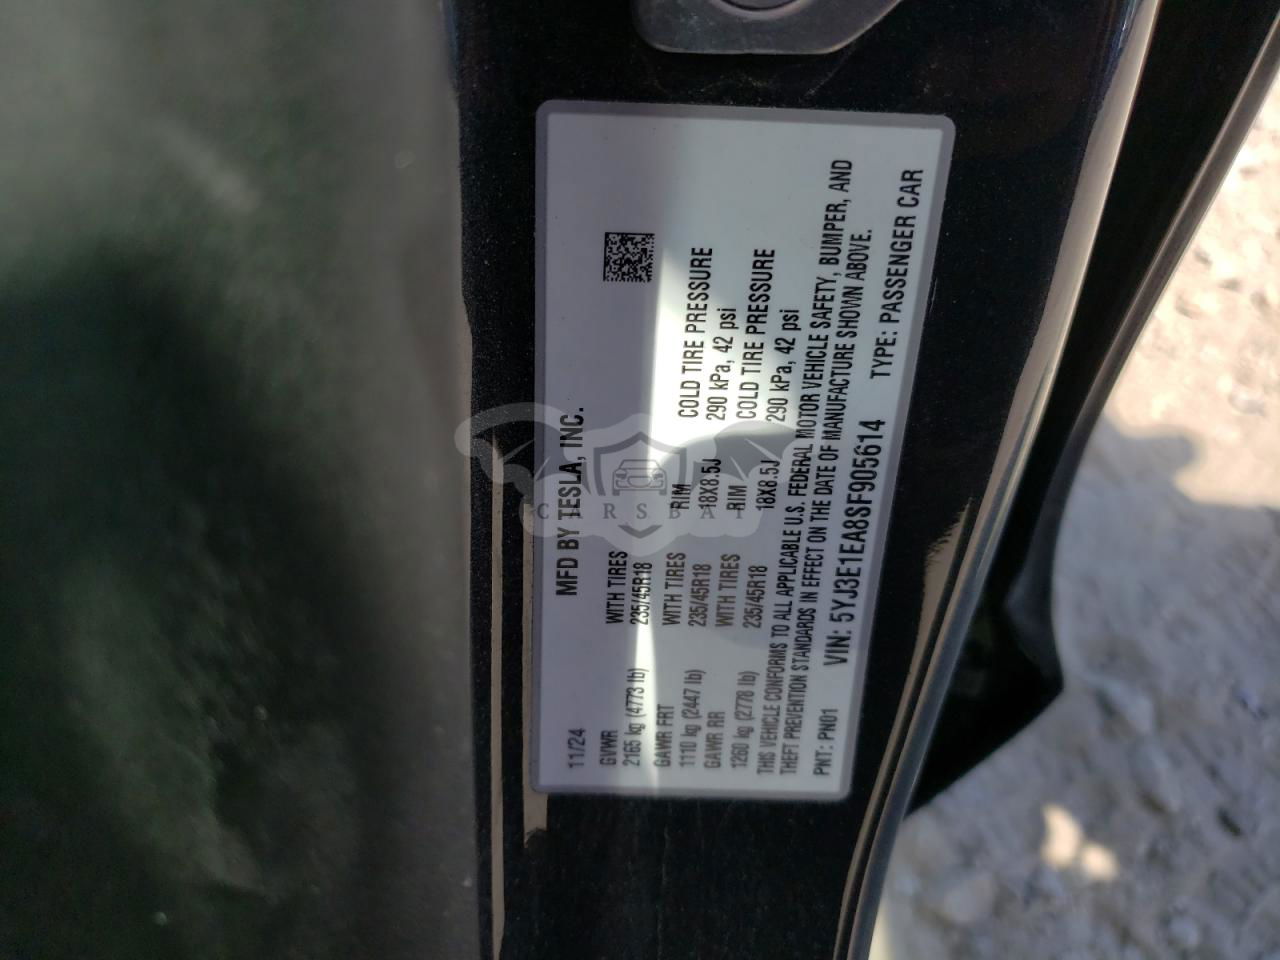 MFD BY TESLA, INC.
11/24
GVWR WITH TIRES RIM COLD TIRE PRESSURE
2165 kg (4773 lb) 235/45R18 18X8.5J 290 kPa, 42 psi
GAWR FRT WITH TIRES RIM COLD TIRE PRESSURE
1110 kg (2447 lb) 235/45R18 18X8.5J 290 kPa, 42 psi
GAWR RR WITH TIRES
1260 kg (2778 lb) 235/45R18
THIS VEHICLE CONFORMS TO ALL APPLICABLE U.S. FEDERAL MOTOR VEHICLE SAFETY, BUMPER, AND
THEFT PREVENTION STANDARDS IN EFFECT ON THE DATE OF MANUFACTURE SHOWN ABOVE.
PNT: PN01 VIN: 5YJ3E1EA8SF905614 TYPE: PASSENGER CAR
CARSBAT